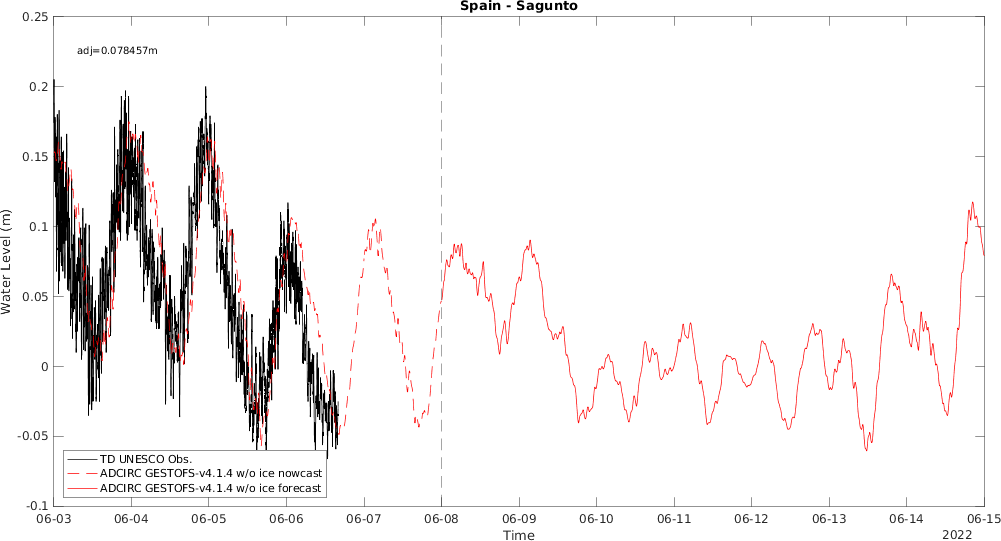 Spain - Sagunto
0.25
adj=0.078457m
0.2
0.15
0.1
0.05
0
-0.05
-0.1
Water Level (m)
TD UNESCO Obs.
ADCIRC GESTOFS-v4.1.4 w/o ice nowcast
ADCIRC GESTOFS-v4.1.4 w/o ice forecast
06-03 06-04 06-05 06-06 06-07 06-08 06-09 06-10 06-11 06-12 06-13 06-14 06-15
Time
2022